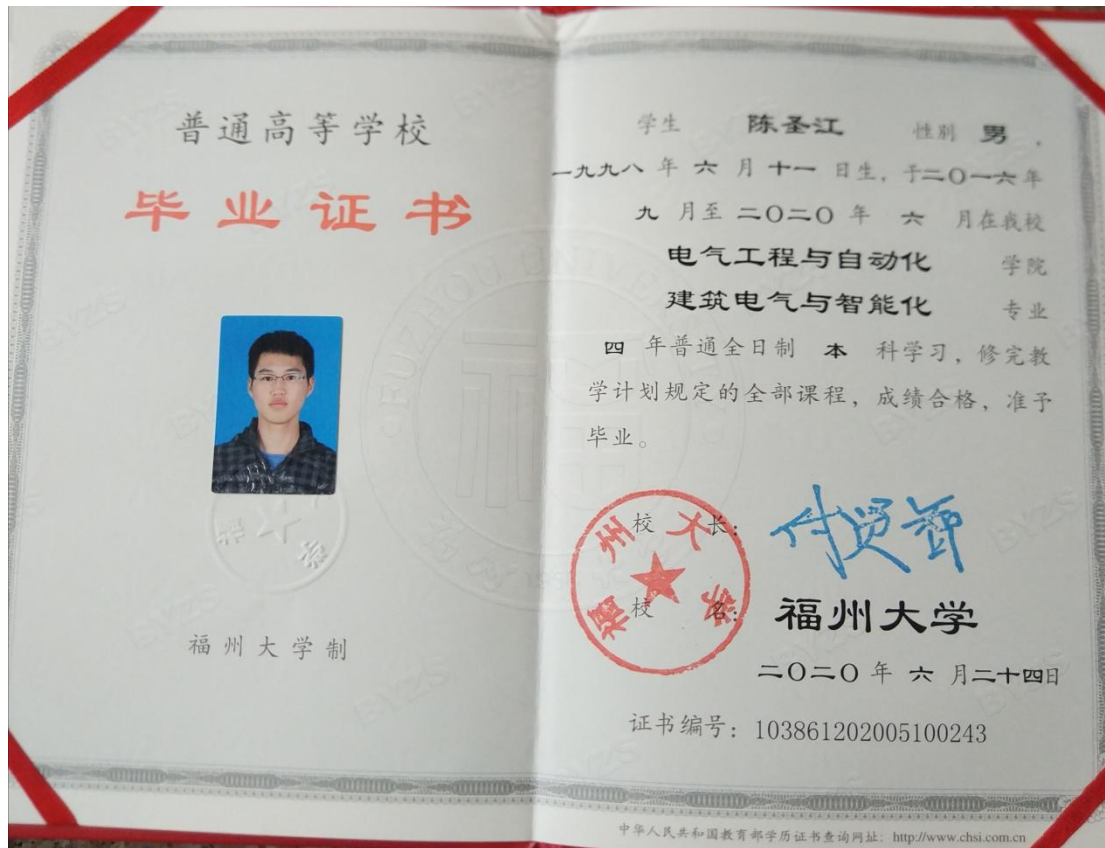 普通高等学校
毕业证书
福州大学制
学生 陈圣江 性别 男，
一九九八 年 六 月 十一 日生，于二〇一六年
九 月至 二〇二〇 年 六 月在我校
电气工程与自动化 学院
建筑电气与智能化 专业
四 年普通全日制 本 科学习，修完教
学计划规定的全部课程，成绩合格，准予
毕业。
校 长：付贤智
校 名：福州大学
福州大学
二〇二〇 年 六 月二十四日
证书编号：103861202005100243
中华人民共和国教育部学历证书查询网址：http://www.chsi.com.cn